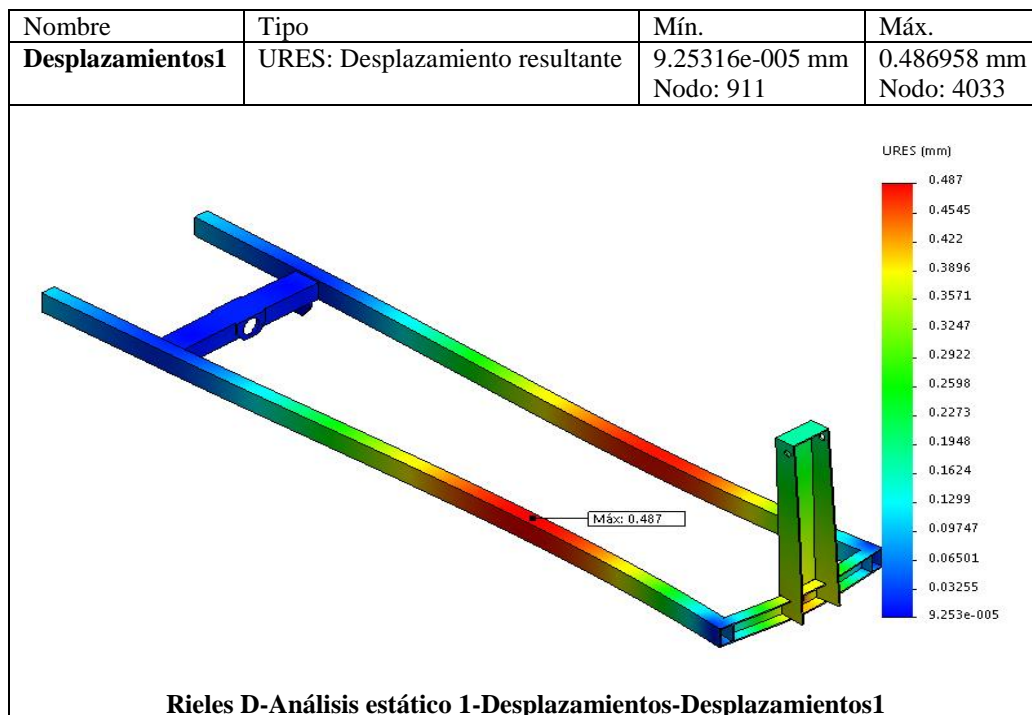 Nombre Tipo Mín. Máx.
Desplazamientos1 URES: Desplazamiento resultante 9.25316e-005 mm 0.486958 mm
Nodo: 911 Nodo: 4033
URES (mm)
0.487
0.4545
0.422
0.3896
0.3571
0.3247
0.2922
0.2598
0.2273
0.1948
0.1624
0.1299
0.09747
0.06501
0.03255
9.253e-005
Máx: 0.487
Rieles D-Análisis estático 1-Desplazamientos-Desplazamientos1